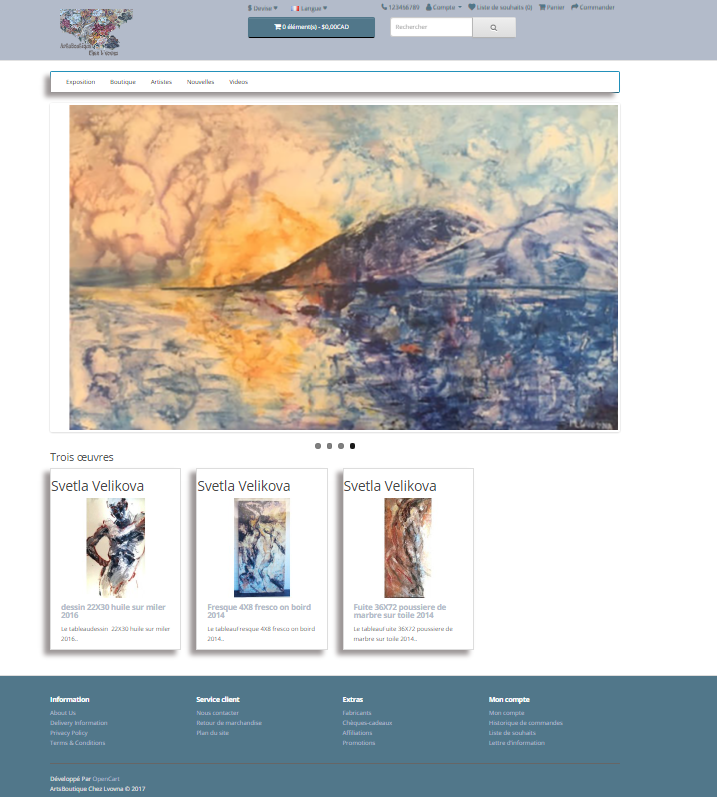 $ Devise
Langue
123456789
Compte
Liste de souhaits (0)
Panier
Commander
ArtsBoutique
Chez Lvovna
0 élément(s) - $0,00CAD
Rechercher
Exposition
Boutique
Artistes
Nouvelles
Videos
Trois œuvres
Svetla Velikova
dessin 22X30 huile sur miler
2016
Le tableaudessin 22X30 huile sur miler
2016..
Svetla Velikova
Fresque 4X8 fresco on boird
2014
Le tableauFresque 4X8 fresco on boird
2014..
Svetla Velikova
Fuite 36X72 poussiere de
marbre sur toile 2014
Le tableauFuite 36X72 poussiere de
marbre sur toile 2014..
Information
About Us
Delivery Information
Privacy Policy
Terms & Conditions
Service client
Nous contacter
Retour de marchandise
Plan du site
Extras
Fabricants
Chèques-cadeaux
Affiliations
Promotions
Mon compte
Mon compte
Historique de commandes
Liste de souhaits
Lettre d'information
Développé Par OpenCart
ArtsBoutique Chez Lvovna © 2017